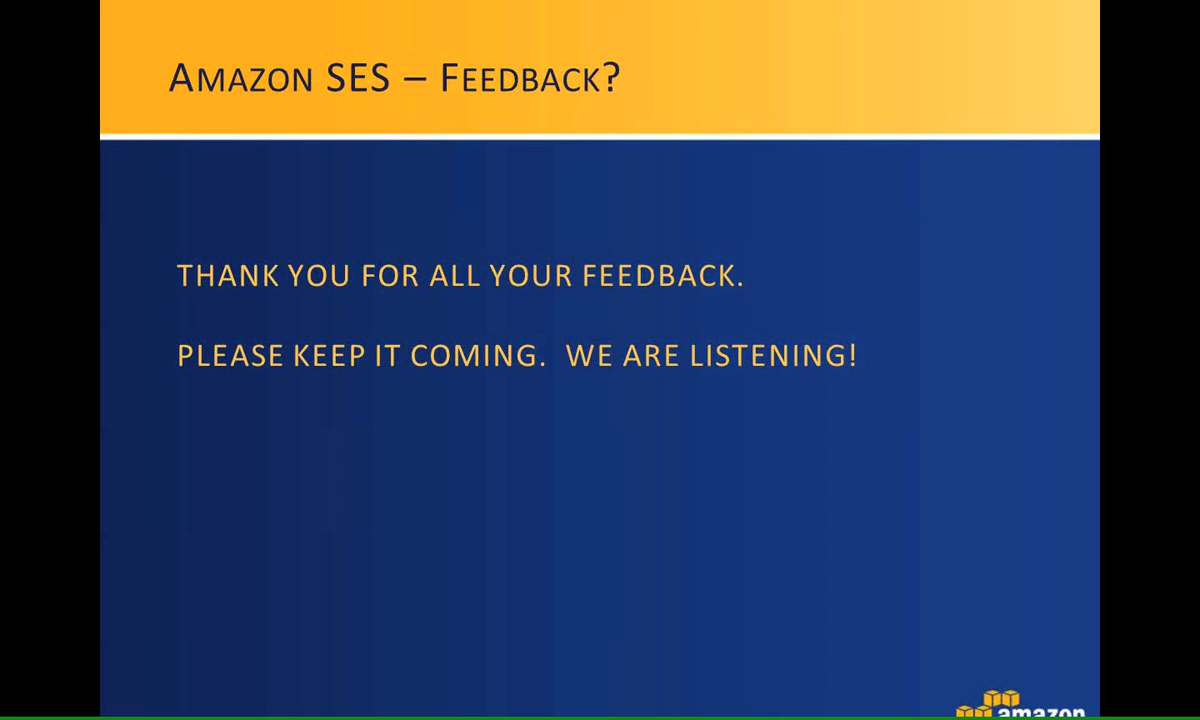 AMAZON SES – FEEDBACK?
THANK YOU FOR ALL YOUR FEEDBACK.
PLEASE KEEP IT COMING.  WE ARE LISTENING!
amazon